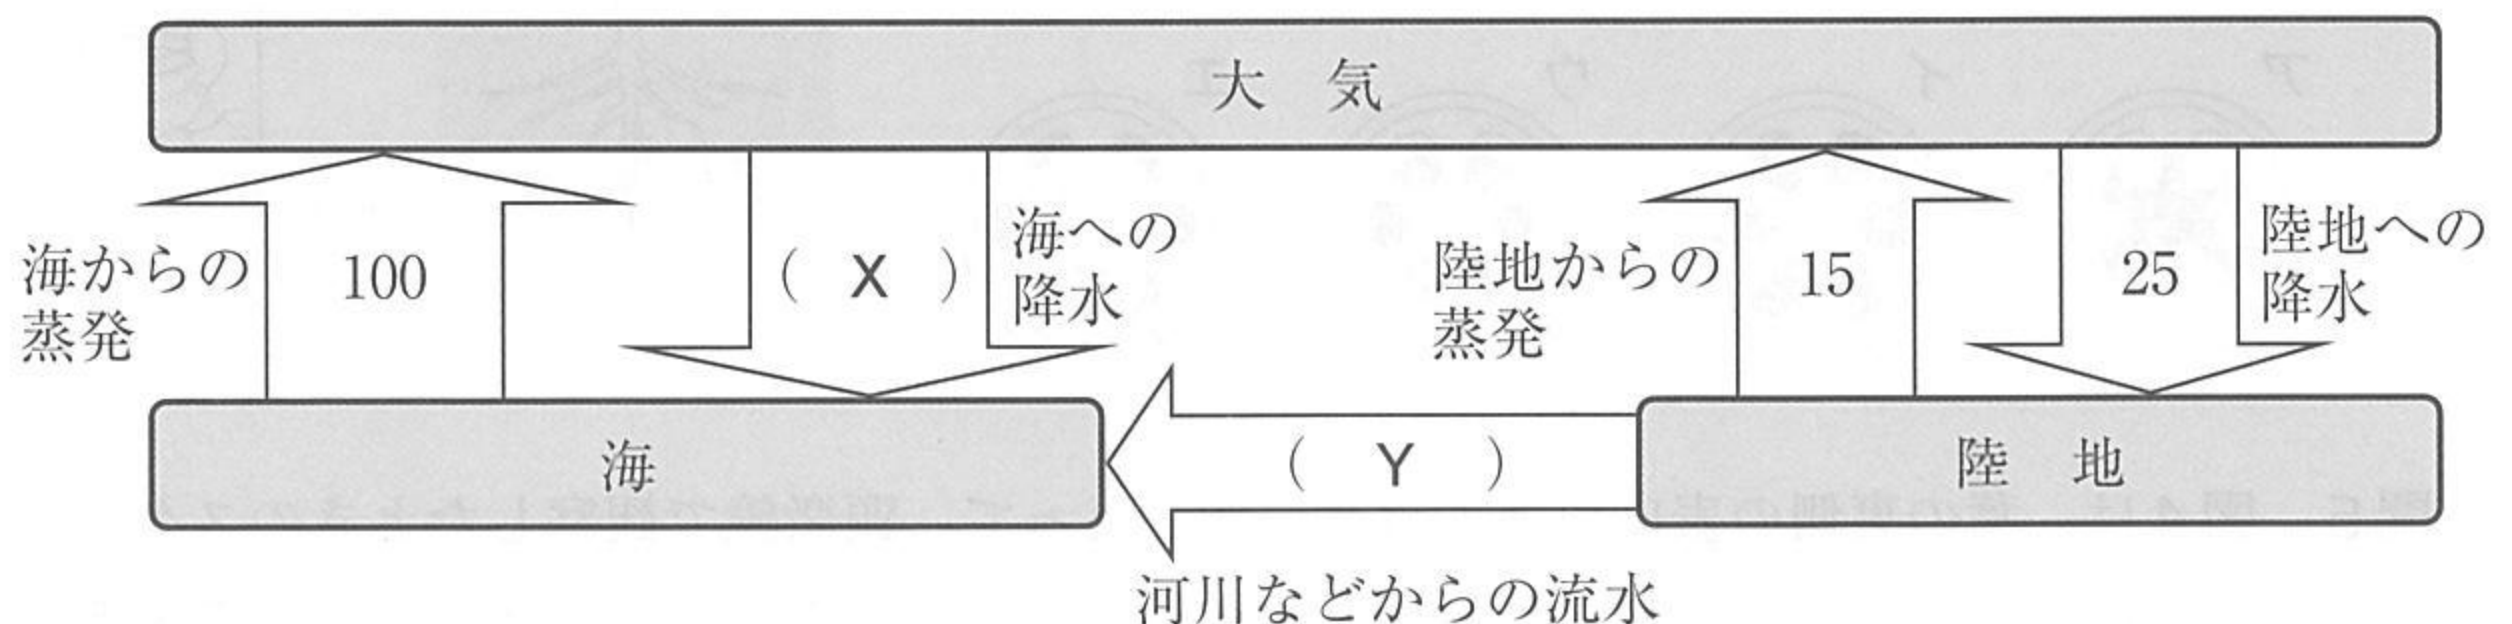 大 気
海からの
蒸発
100
( X )
海への
降水
陸地からの
蒸発
15
25
陸地への
降水
海
( Y )
陸 地
河川などからの流水